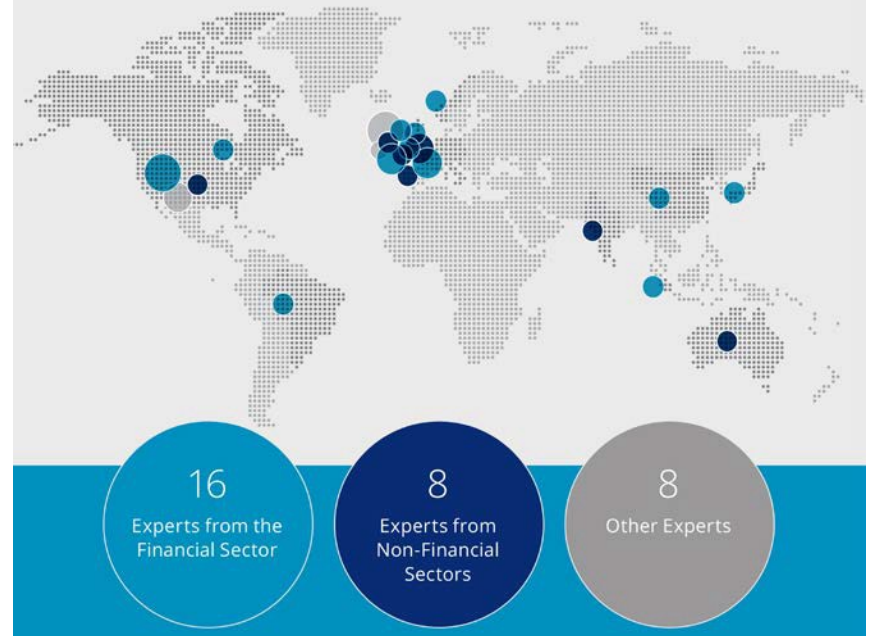 16
Experts from the
Financial Sector
8
Experts from
Non-Financial
Sectors
8
Other Experts